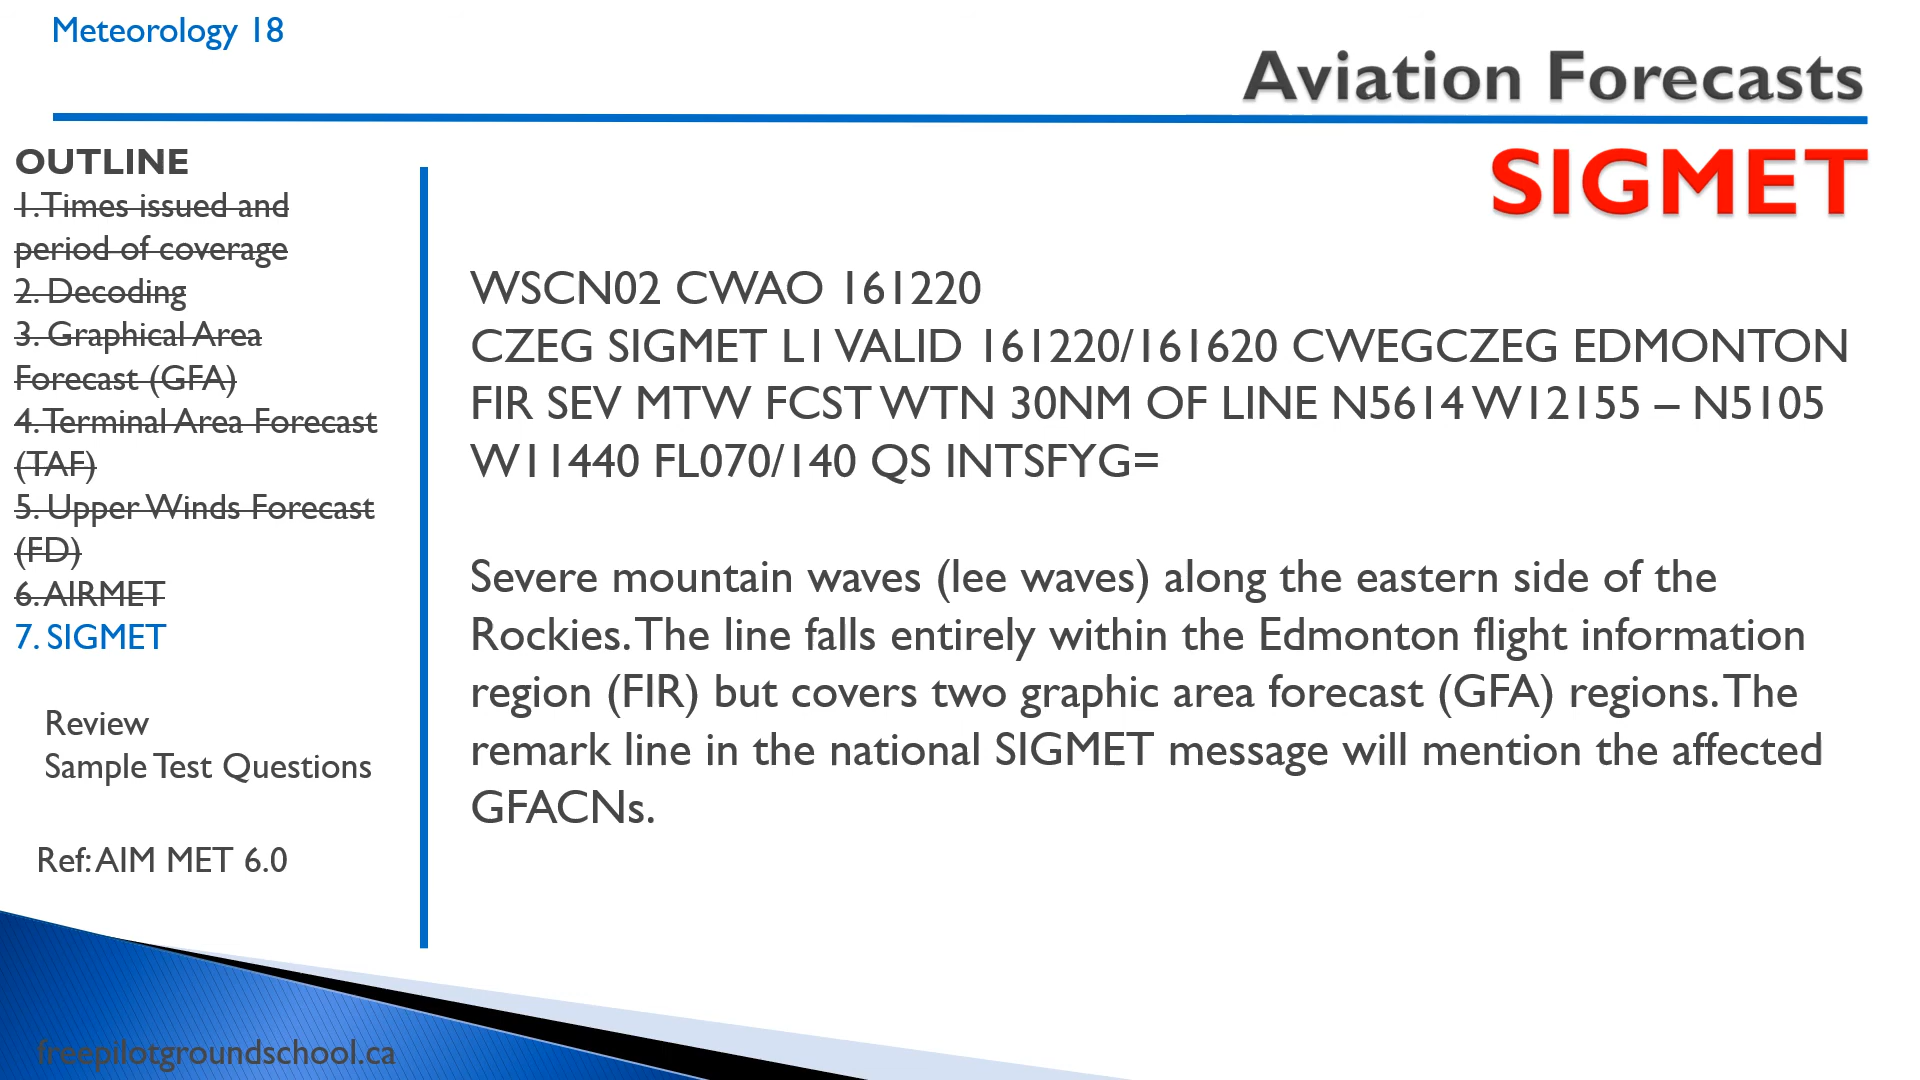 Meteorology 18
Aviation Forecasts
SIGMET
OUTLINE
1. Times issued and
period of coverage
2. Decoding
3. Graphical Area
Forecast (GFA)
4. Terminal Area Forecast
(TAF)
5. Upper Winds Forecast
(FD)
6. AIRMET
7. SIGMET
Review
Sample Test Questions
Ref: AIM MET 6.0
WSCN02 CWAO 161220
CZEG SIGMET L1 VALID 161220/161620 CWEGCZEG EDMONTON
FIR SEV MTW FCST WTN 30NM OF LINE N5614 W12155 – N5105
W11440 FL070/140 QS INTSFYG=
Severe mountain waves (lee waves) along the eastern side of the
Rockies. The line falls entirely within the Edmonton flight information
region (FIR) but covers two graphic area forecast (GFA) regions. The
remark line in the national SIGMET message will mention the affected
GFACNs.
freepilotgroundschool.ca